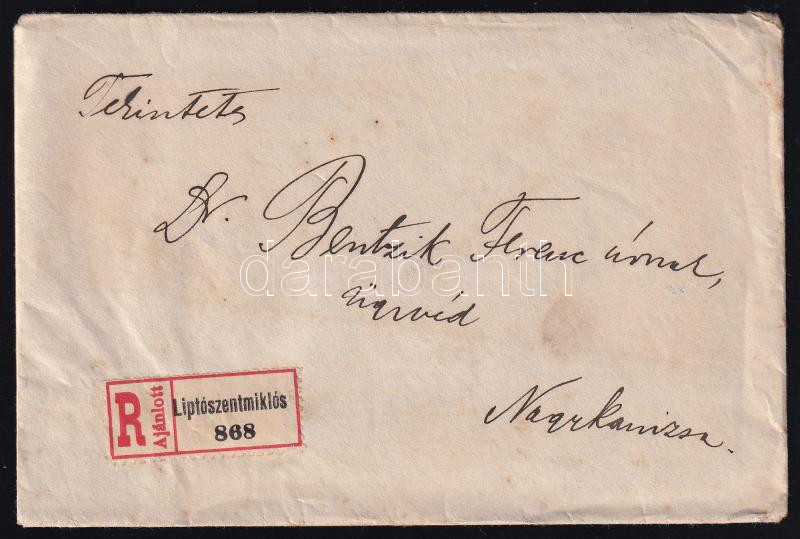 Tekintetes
Dr. Bentzik Ferenc úrnak,
ügyvéd
Nagykanizsa.
R
Ajánlott
Liptószentmiklós
868
darabanth